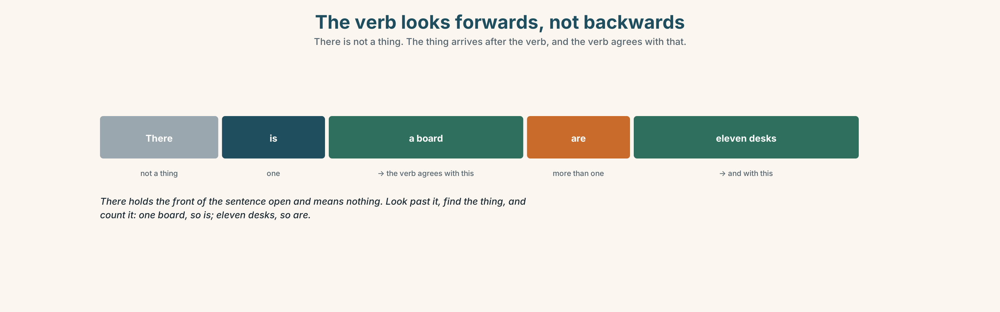 The verb looks forwards, not backwards
There is not a thing. The thing arrives after the verb, and the verb agrees with that.
There
is
a board
are
eleven desks
not a thing
one
→ the verb agrees with this
more than one
→ and with this
There holds the front of the sentence open and means nothing. Look past it, find the thing, and
count it: one board, so is; eleven desks, so are.